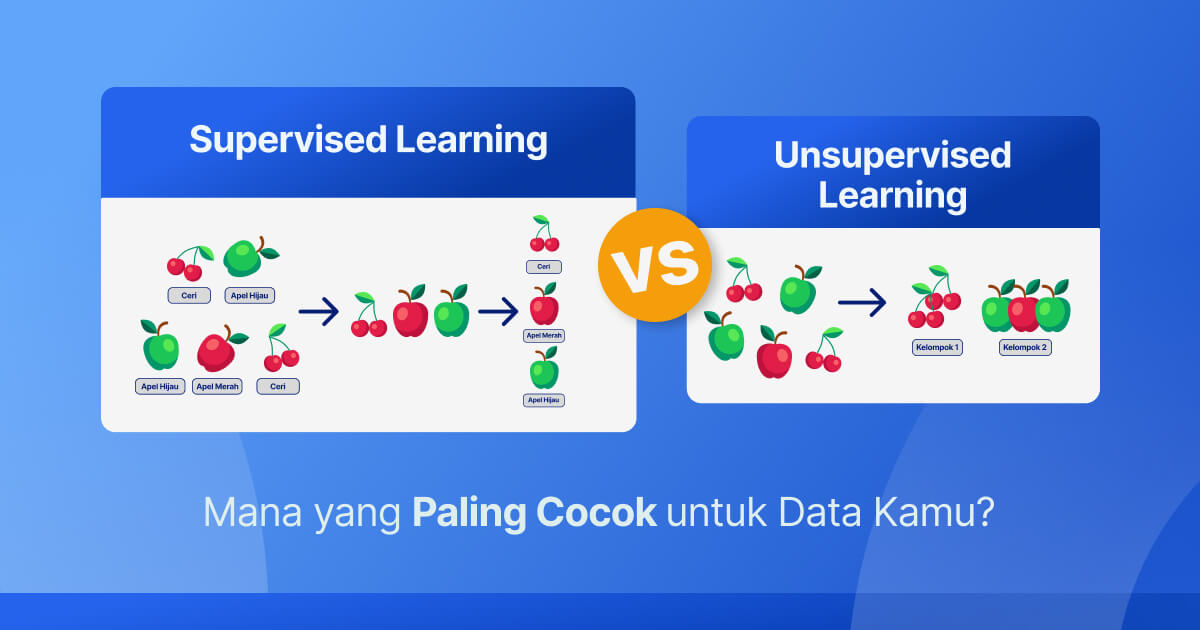 Supervised Learning
Ceri
Apel Hijau
Apel Hijau
Apel Merah
Ceri
Ceri
Apel Merah
Apel Hijau
vs
Unsupervised
Learning
Kelompok 1
Kelompok 2
Mana yang Paling Cocok untuk Data Kamu?